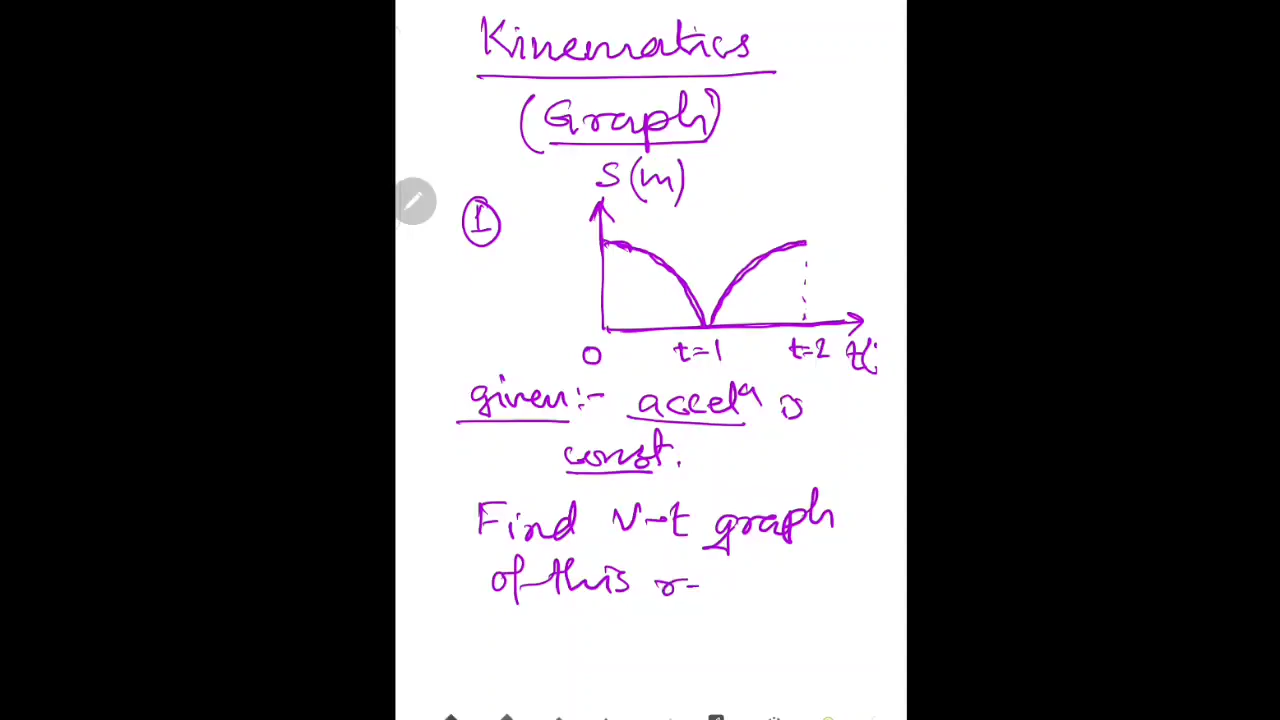 Kinematics
(Graph)
S(m)
1
0 t=1 t=2 t(
given:- accelⁿ is
const.
Find v-t graph
of this